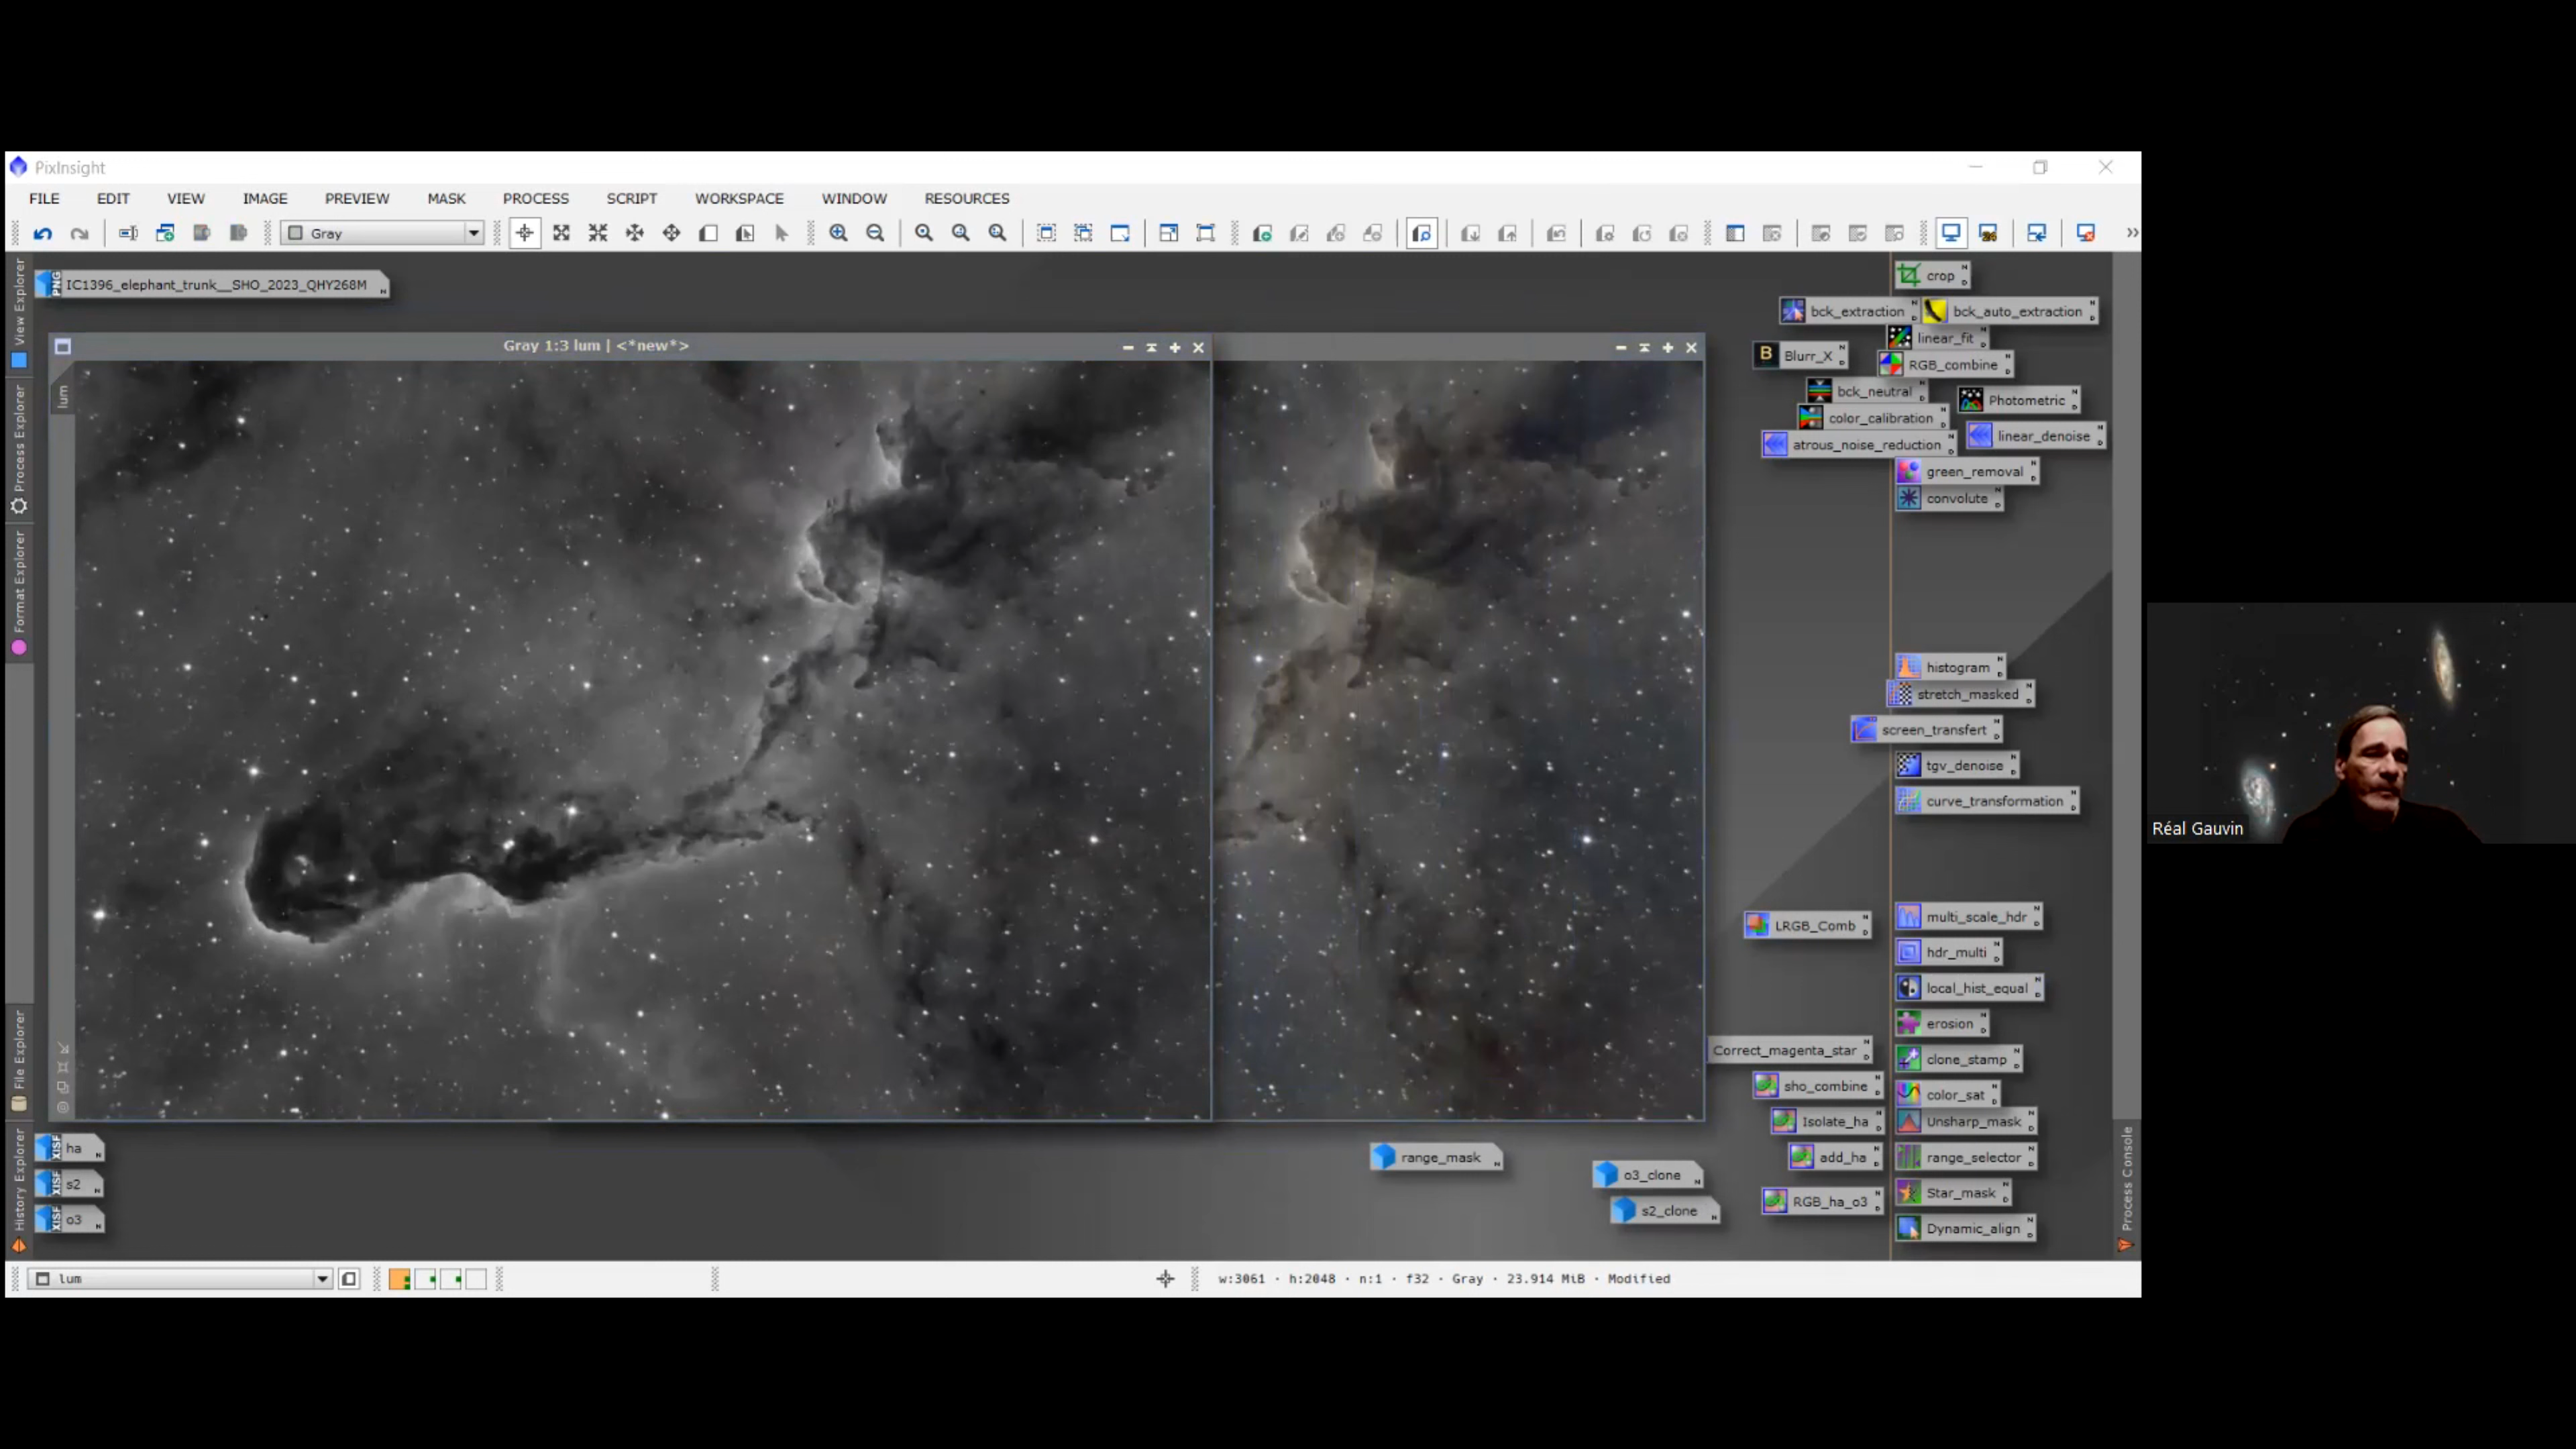 PixInsight
FILE EDIT VIEW IMAGE PREVIEW MASK PROCESS SCRIPT WORKSPACE WINDOW RESOURCES
Gray
View Explorer
Process Explorer
Format Explorer
File Explorer
History Explorer
PNG IC1396_elephant_trunk__SHO_2023_QHY268M
Gray 1:3 lum | <*new*>
lum
crop
bck_extraction
bck_auto_extraction
linear_fit
B Blurr_X
RGB_combine
bck_neutral
Photometric
color_calibration
linear_denoise
atrous_noise_reduction
green_removal
convolute
histogram
stretch_masked
screen_transfert
tgv_denoise
curve_transformation
multi_scale_hdr
LRGB_Comb
hdr_multi
local_hist_equal
erosion
Correct_magenta_star
clone_stamp
sho_combine
color_sat
Isolate_ha
Unsharp_mask
add_ha
range_selector
Star_mask
RGB_ha_o3
Dynamic_align
Process Console
XISF ha
XISF s2
XISF o3
range_mask
o3_clone
s2_clone
lum
w:3061 · h:2048 · n:1 · f32 · Gray · 23.914 MiB · Modified
Réal Gauvin